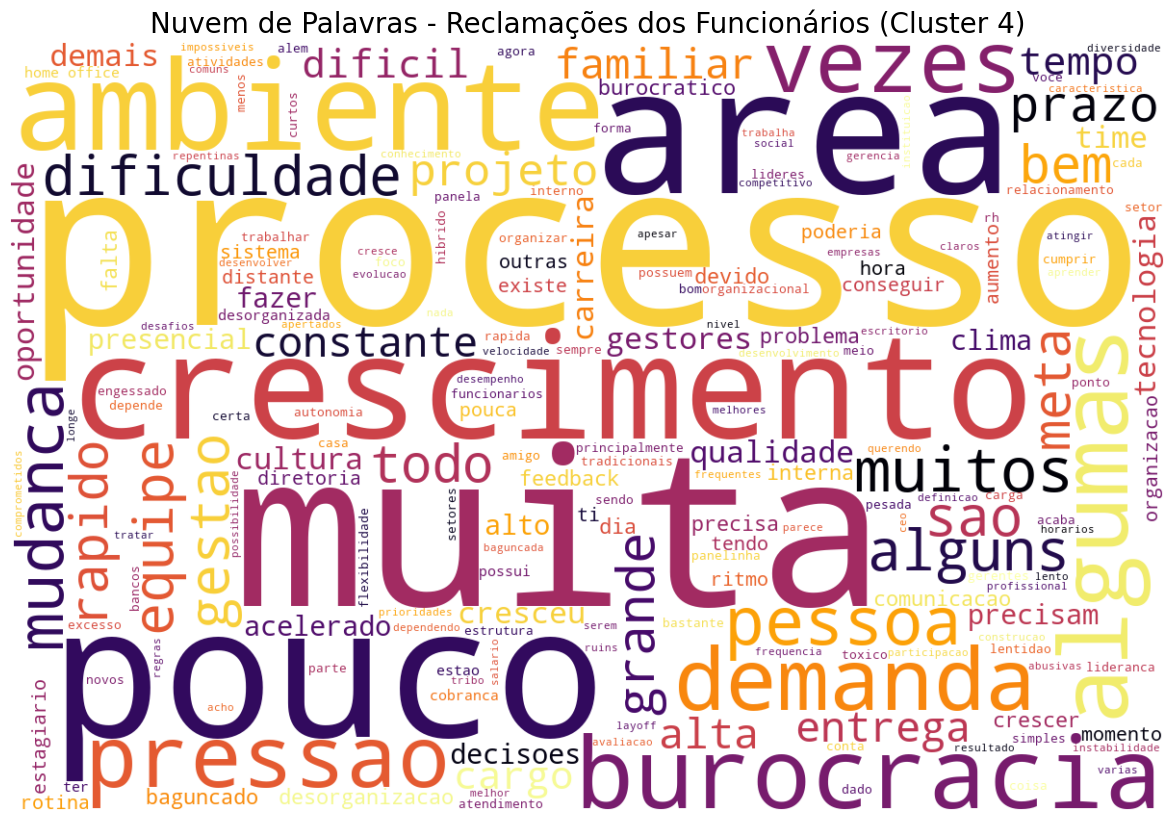 Nuvem de Palavras - Reclamações dos Funcionários (Cluster 4)
demais
impossiveis
atividades
alem
agora
dificil
familiar
vezes
tempo
diversidade
home office
comuns
menos
curtos
ambiente
burocratico
area
voce
caracteristica
prazo
forma
trabalha
social
time
repentinas
conhecimento
gerencia
bem
cada
dificuldade
projeto
panela
interno
lideres
competitivo
relacionamento
oportunidade
processo
carreira
setor
falta
trabalhar
sistema
desenvolver
distante
cresce
foco
evolucao
hibrido
organizar
outras
existe
apesar
possuem
poderia
devido
bom
organizacional
empresas
hora
conseguir
claros
rh
aumentor
atingir
cumprir
aprender
tecnologia
fazer
desorganizada
nada
desafios
apertados
presencial
constante
rapida
velocidade
sempre
nivel
gestores
problema
escritorio
desenvolvimento
meio
clima
meta
algumas
crescimento
engessado
depende
desempenho
funcionarios
pouca
melhores
ponto
mudanca
longe
certa
autonomia
organizacao
rapido
equipe
gestao
casa
cultura
diretoria
todo
amigo
principalmente
tradicionais
feedback
qualidade
frequentes
interna
querendo
muitos
comprometidos
tratar
possibilidade
muita
flexibilidade
setores
sendo
alto
ti
dia
baguncada
possui
precisa
parece
tendo
panelinha
ritmo
pesada
definicao
carga
sao
acaba
horarios
ceo
alguns
gerentes
lento
profissional
bancos
excesso
regras
prioridades
dependendo
cresceu
acelerado
estrutura
serem
ruins
grande
bastante
comunicacao
pessoa
precisam
construcao
lentidao
pouco
novos
parte
acho
estao
tribo
salario
cobranca
frequencia
toxico
participacao
abusivas
lideranca
demanda
estagiario
pressao
decisoes
layoff
avaliacao
alta
entrega
conta
resultado
crescer
simples
momento
instabilidade
ter
rotina
baguncado
desorganizacao
cargo
melhor
atendimento
burocracia
dado
coisa
varias